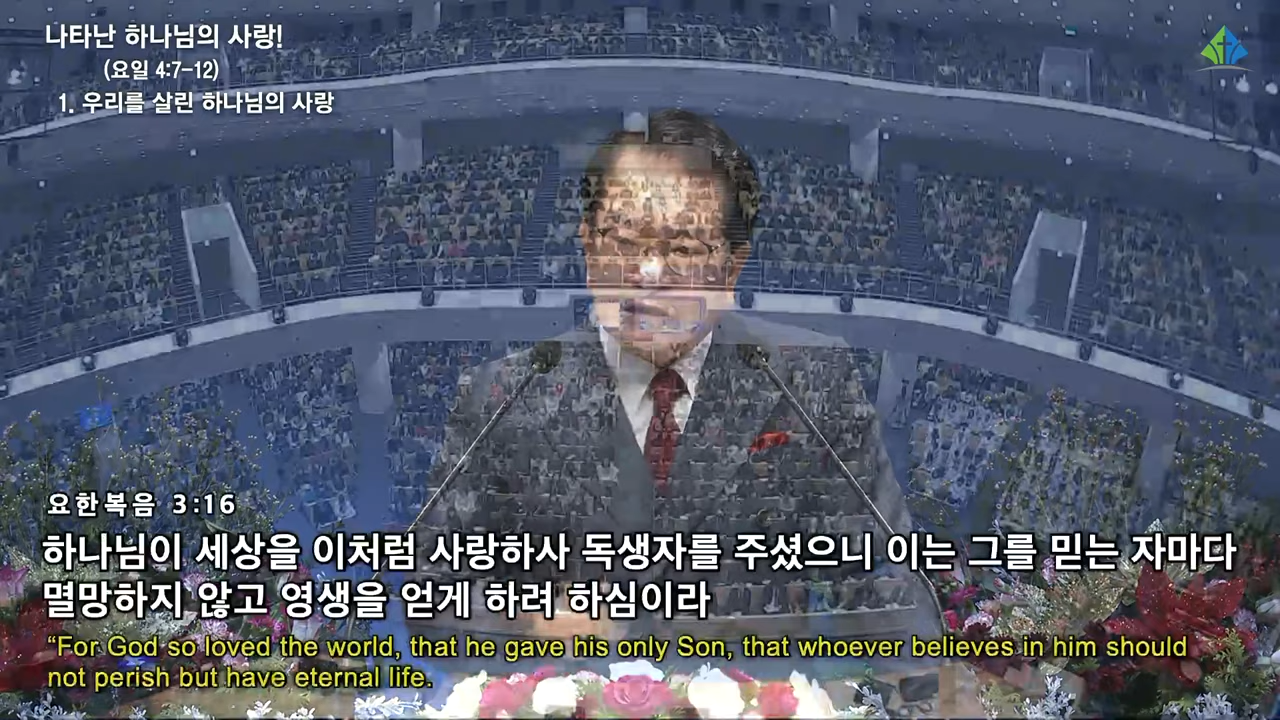 나타난 하나님의 사랑!
(요일 4:7-12)
1. 우리를 살린 하나님의 사랑
요한복음 3:16
하나님이 세상을 이처럼 사랑하사 독생자를 주셨으니 이는 그를 믿는 자마다
멸망하지 않고 영생을 얻게 하려 하심이라
“For God so loved the world, that he gave his only Son, that whoever believes in him should
not perish but have eternal life.